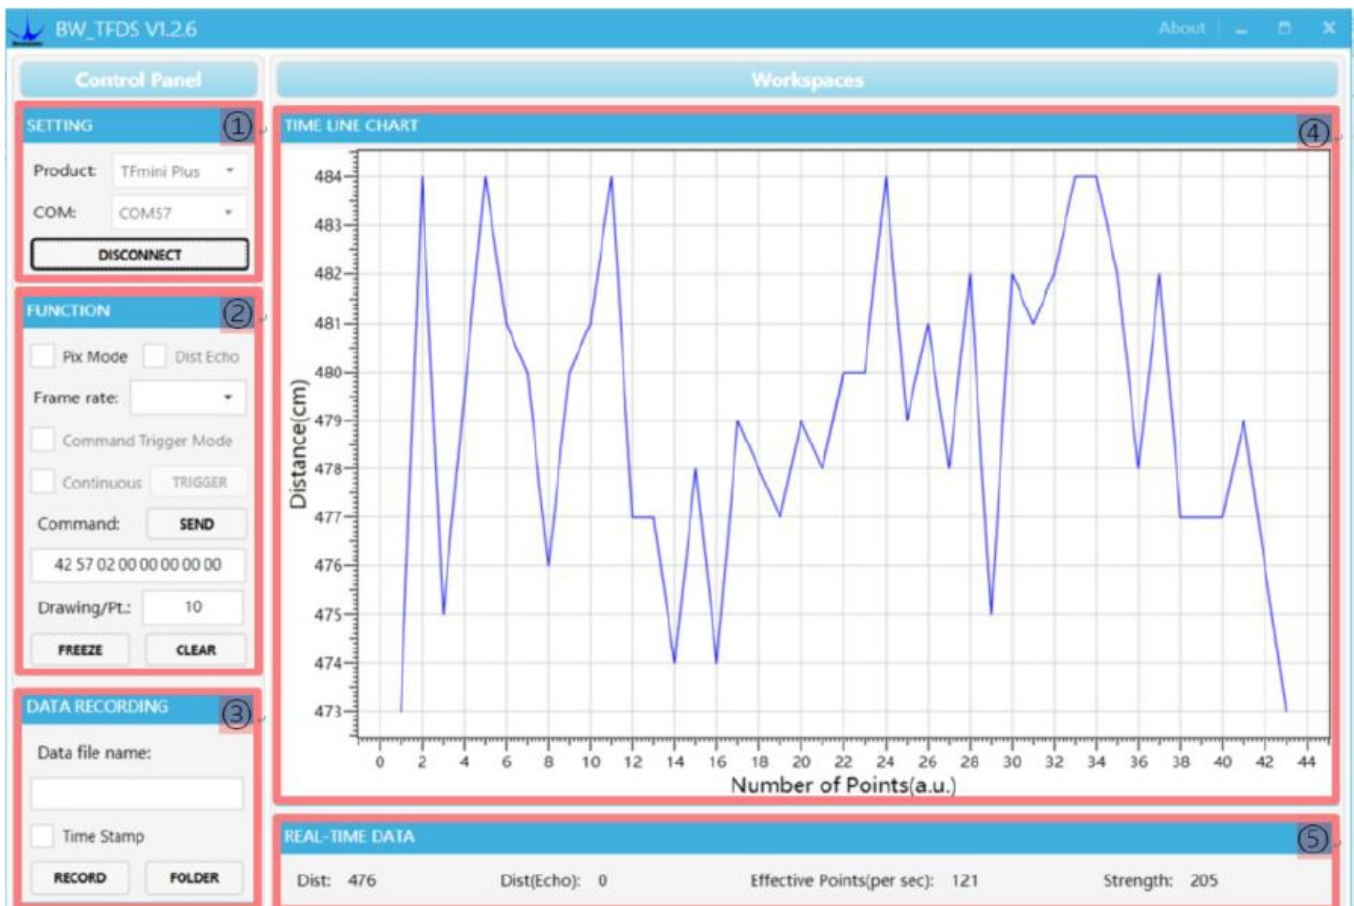 BW_TFDS V1.2.6
About
Control Panel
Workspaces
SETTING ①
Product: TFmini Plus
COM: COM57
DISCONNECT
FUNCTION ②
Pix Mode Dist Echo
Frame rate:
Command Trigger Mode
Continuous TRIGGER
Command: SEND
42 57 02 00 00 00 00 00
Drawing/Pt.: 10
FREEZE CLEAR
DATA RECORDING ③
Data file name:
Time Stamp
RECORD FOLDER
TIME LINE CHART ④
484
483
482
481
480
479
478
477
476
475
474
473
Distance(cm)
0 2 4 6 8 10 12 14 16 18 20 22 24 26 28 30 32 34 36 38 40 42 44
Number of Points(a.u.)
REAL-TIME DATA ⑤
Dist: 476 Dist(Echo): 0 Effective Points(per sec): 121 Strength: 205